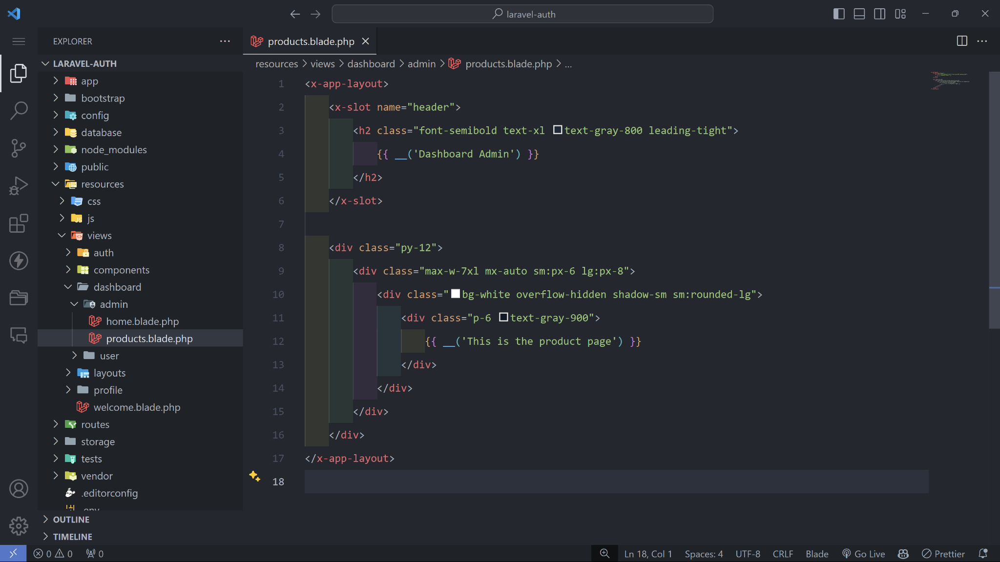 laravel-auth
EXPLORER
products.blade.php
LARAVEL-AUTH
resources > views > dashboard > admin > products.blade.php > ...
app
bootstrap
config
database
node_modules
public
resources
css
js
views
auth
components
dashboard
admin
home.blade.php
products.blade.php
user
layouts
profile
welcome.blade.php
routes
storage
tests
vendor
.editorconfig
.env
OUTLINE
TIMELINE
1 <x-app-layout>
2 <x-slot name="header">
3 <h2 class="font-semibold text-xl text-gray-800 leading-tight">
4 {{ __('Dashboard Admin') }}
5 </h2>
6 </x-slot>
7
8 <div class="py-12">
9 <div class="max-w-7xl mx-auto sm:px-6 lg:px-8">
10 <div class="bg-white overflow-hidden shadow-sm sm:rounded-lg">
11 <div class="p-6 text-gray-900">
12 {{ __('This is the product page') }}
13 </div>
14 </div>
15 </div>
16 </div>
17 </x-app-layout>
18
0 0 0 Ln 18, Col 1 Spaces: 4 UTF-8 CRLF Blade Go Live Prettier